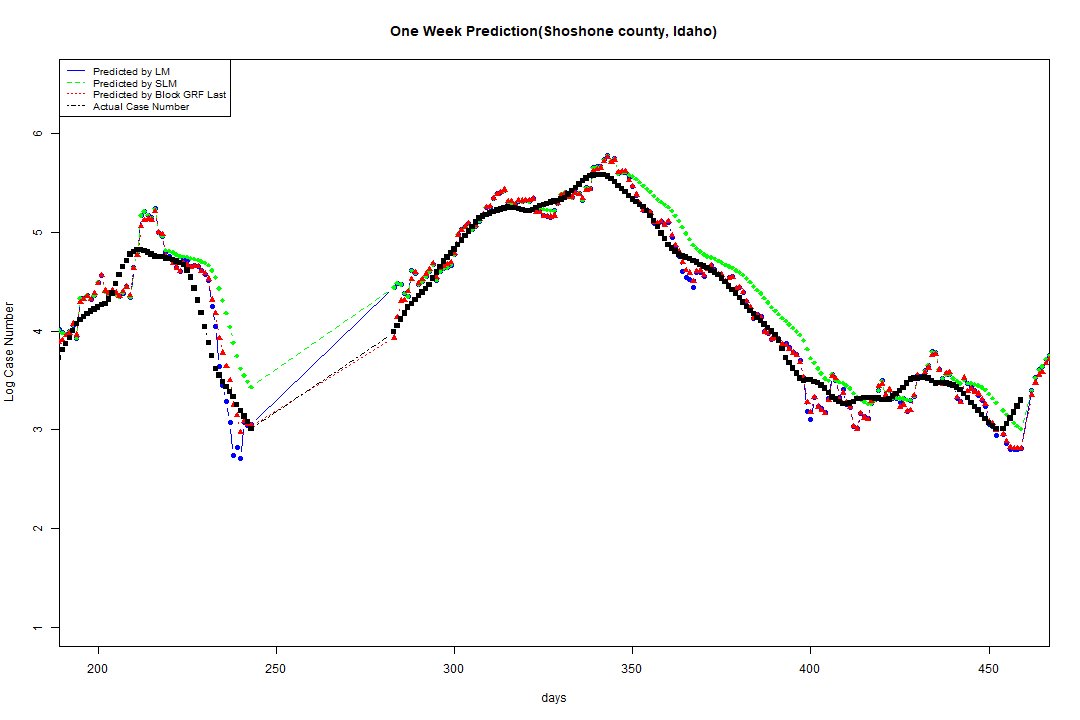 One Week Prediction(Shoshone county, Idaho)
Predicted by LM
Predicted by SLM
Predicted by Block GRF Last
Actual Case Number
Log Case Number
6
5
4
3
2
1
200 250 300 350 400 450
days